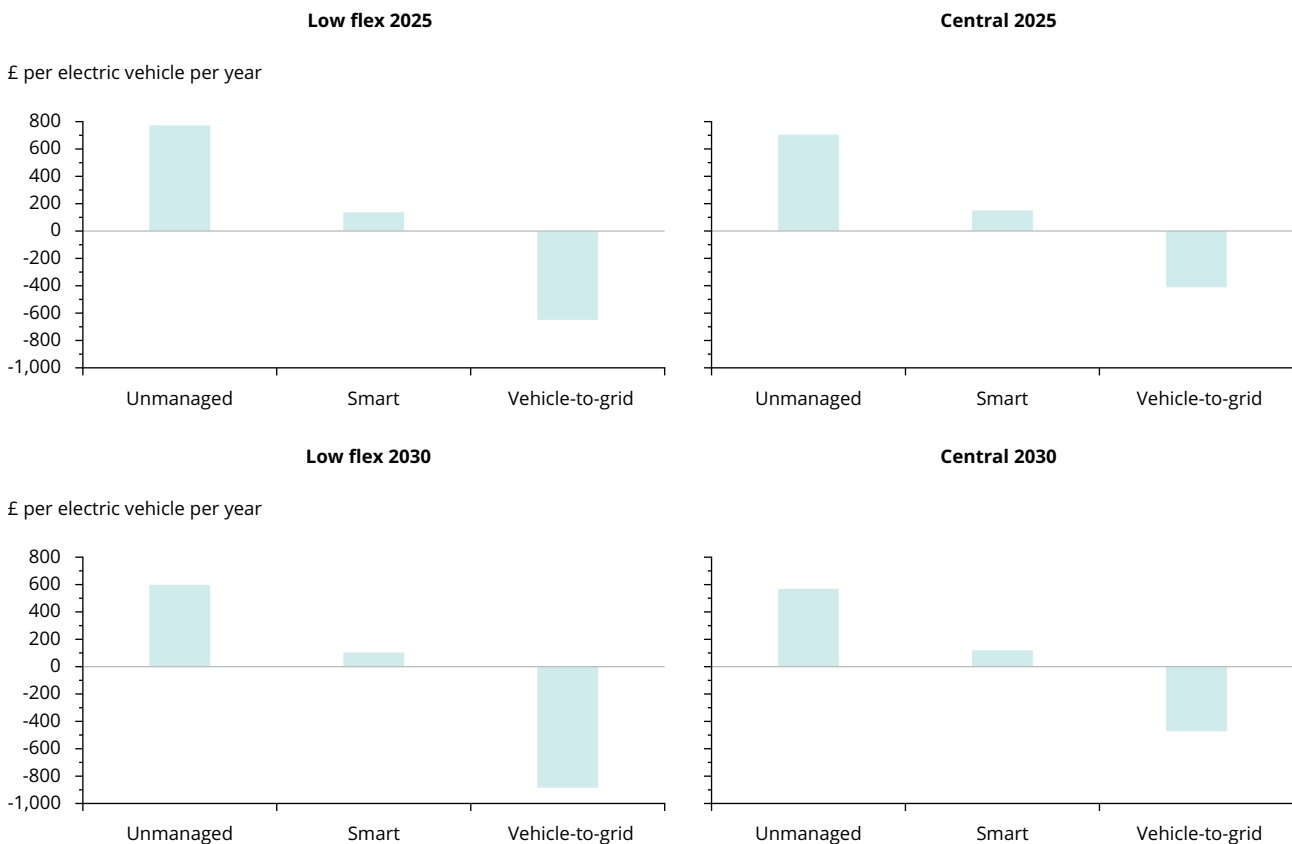 Low flex 2025
Central 2025
£ per electric vehicle per year
800
600
400
200
0
-200
-400
-600
-800
-1,000
Unmanaged Smart Vehicle-to-grid
Unmanaged Smart Vehicle-to-grid
Low flex 2030
Central 2030
£ per electric vehicle per year
800
600
400
200
0
-200
-400
-600
-800
-1,000
Unmanaged Smart Vehicle-to-grid
Unmanaged Smart Vehicle-to-grid